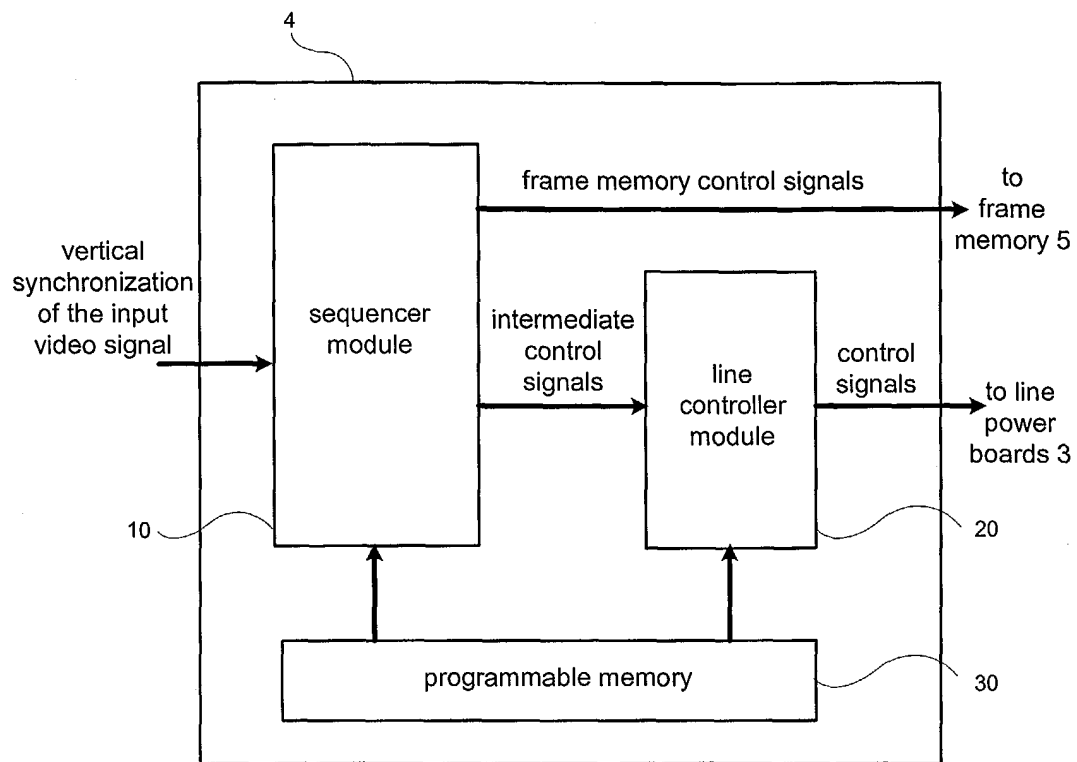 4
frame memory control signals
to
frame
memory 5
vertical
synchronization
of the input
video signal
sequencer
module
intermediate
control
signals
line
controller
module
control
signals
to line
power
boards 3
10
20
programmable memory
30